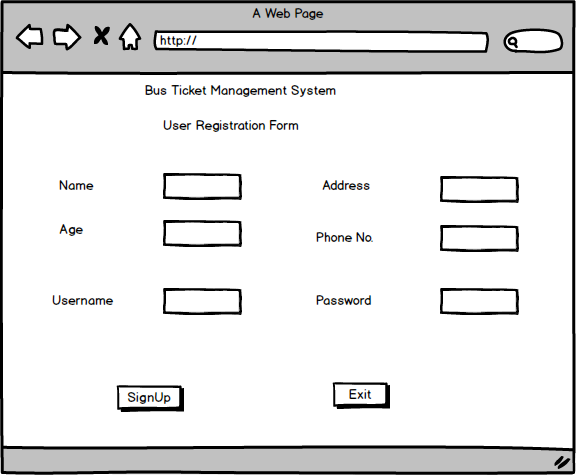 A Web Page
http://
Bus Ticket Management System
User Registration Form
Name
Address
Age
Phone No.
Username
Password
SignUp
Exit